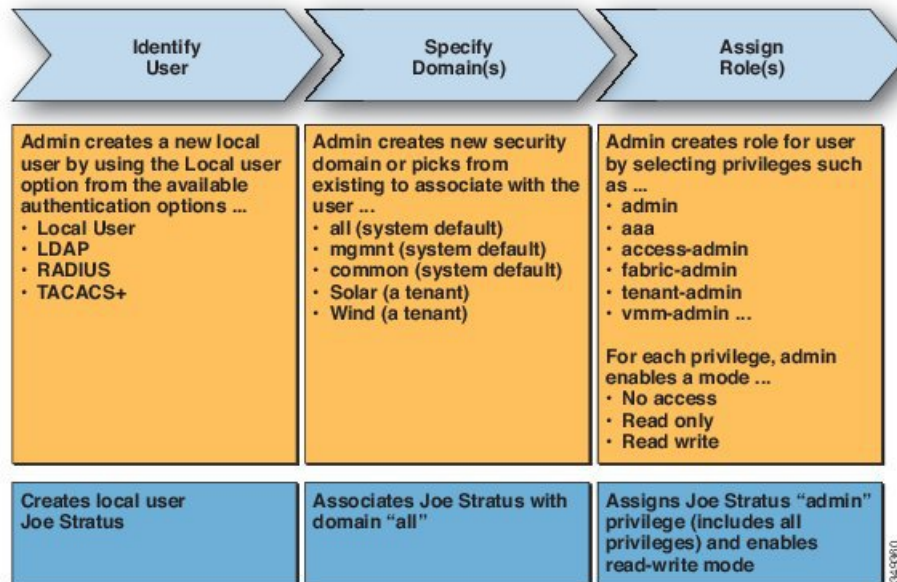 Identify
User
Specify
Domain(s)
Assign
Role(s)
Admin creates a new local
user by using the Local user
option from the available
authentication options ...
• Local User
• LDAP
• RADIUS
• TACACS+
Admin creates new security
domain or picks from
existing to associate with the
user ...
• all (system default)
• mgmnt (system default)
• common (system default)
• Solar (a tenant)
• Wind (a tenant)
Admin creates role for user
by selecting privileges such
as ...
• admin
• aaa
• access-admin
• fabric-admin
• tenant-admin
• vmm-admin ...
For each privilege, admin
enables a mode ...
• No access
• Read only
• Read write
Creates local user
Joe Stratus
Associates Joe Stratus with
domain “all”
Assigns Joe Stratus “admin”
privilege (includes all
privileges) and enables
read-write mode
349360